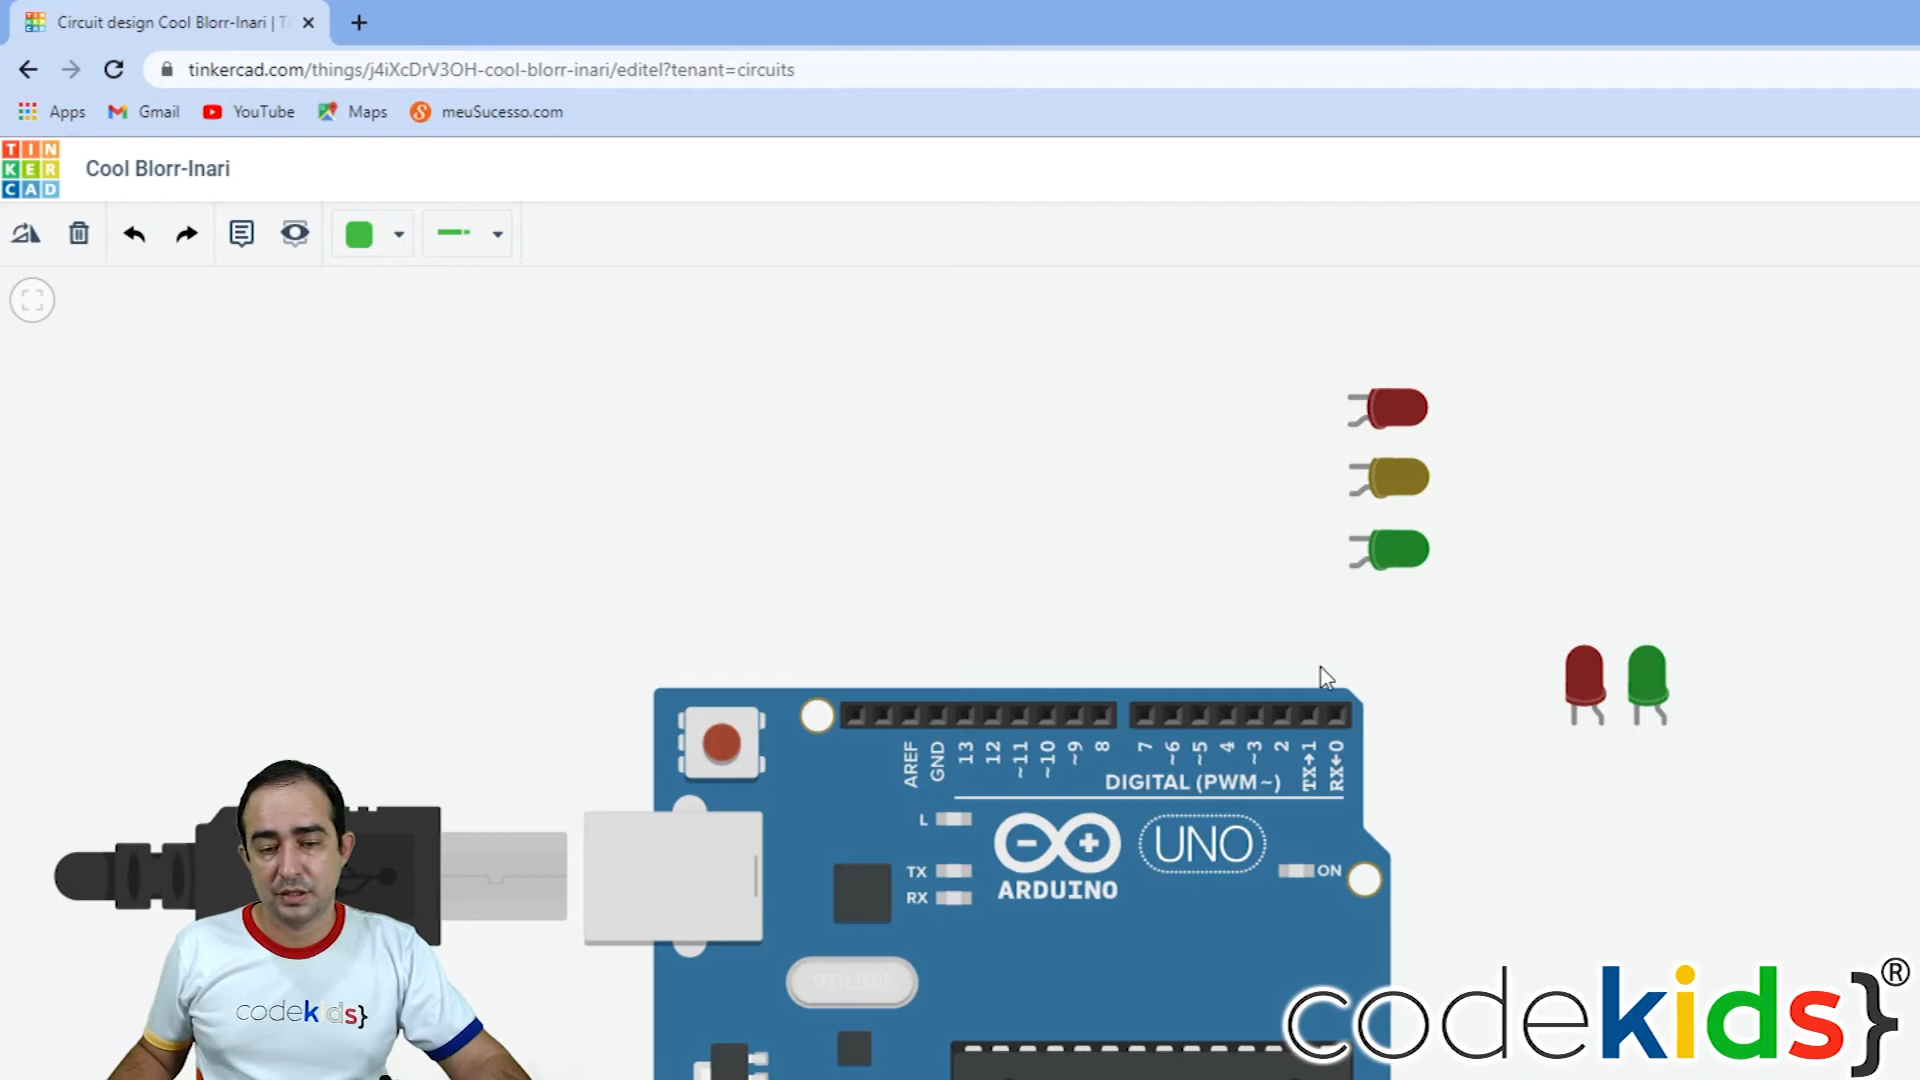 Circuit design Cool Blorr-Inari | T
tinkercad.com/things/j4iXcDrV3OH-cool-blorr-inari/editel?tenant=circuits
Apps
Gmail
YouTube
Maps
meuSucesso.com
TIN
KER
CAD
Cool Blorr-Inari
AREF
GND
13
12
~11
~10
~9
8
7
~6
~5
4
~3
2
TX→1
RX←0
DIGITAL (PWM~)
L
TX
RX
ARDUINO
UNO
ON
codekids}
codekids}®